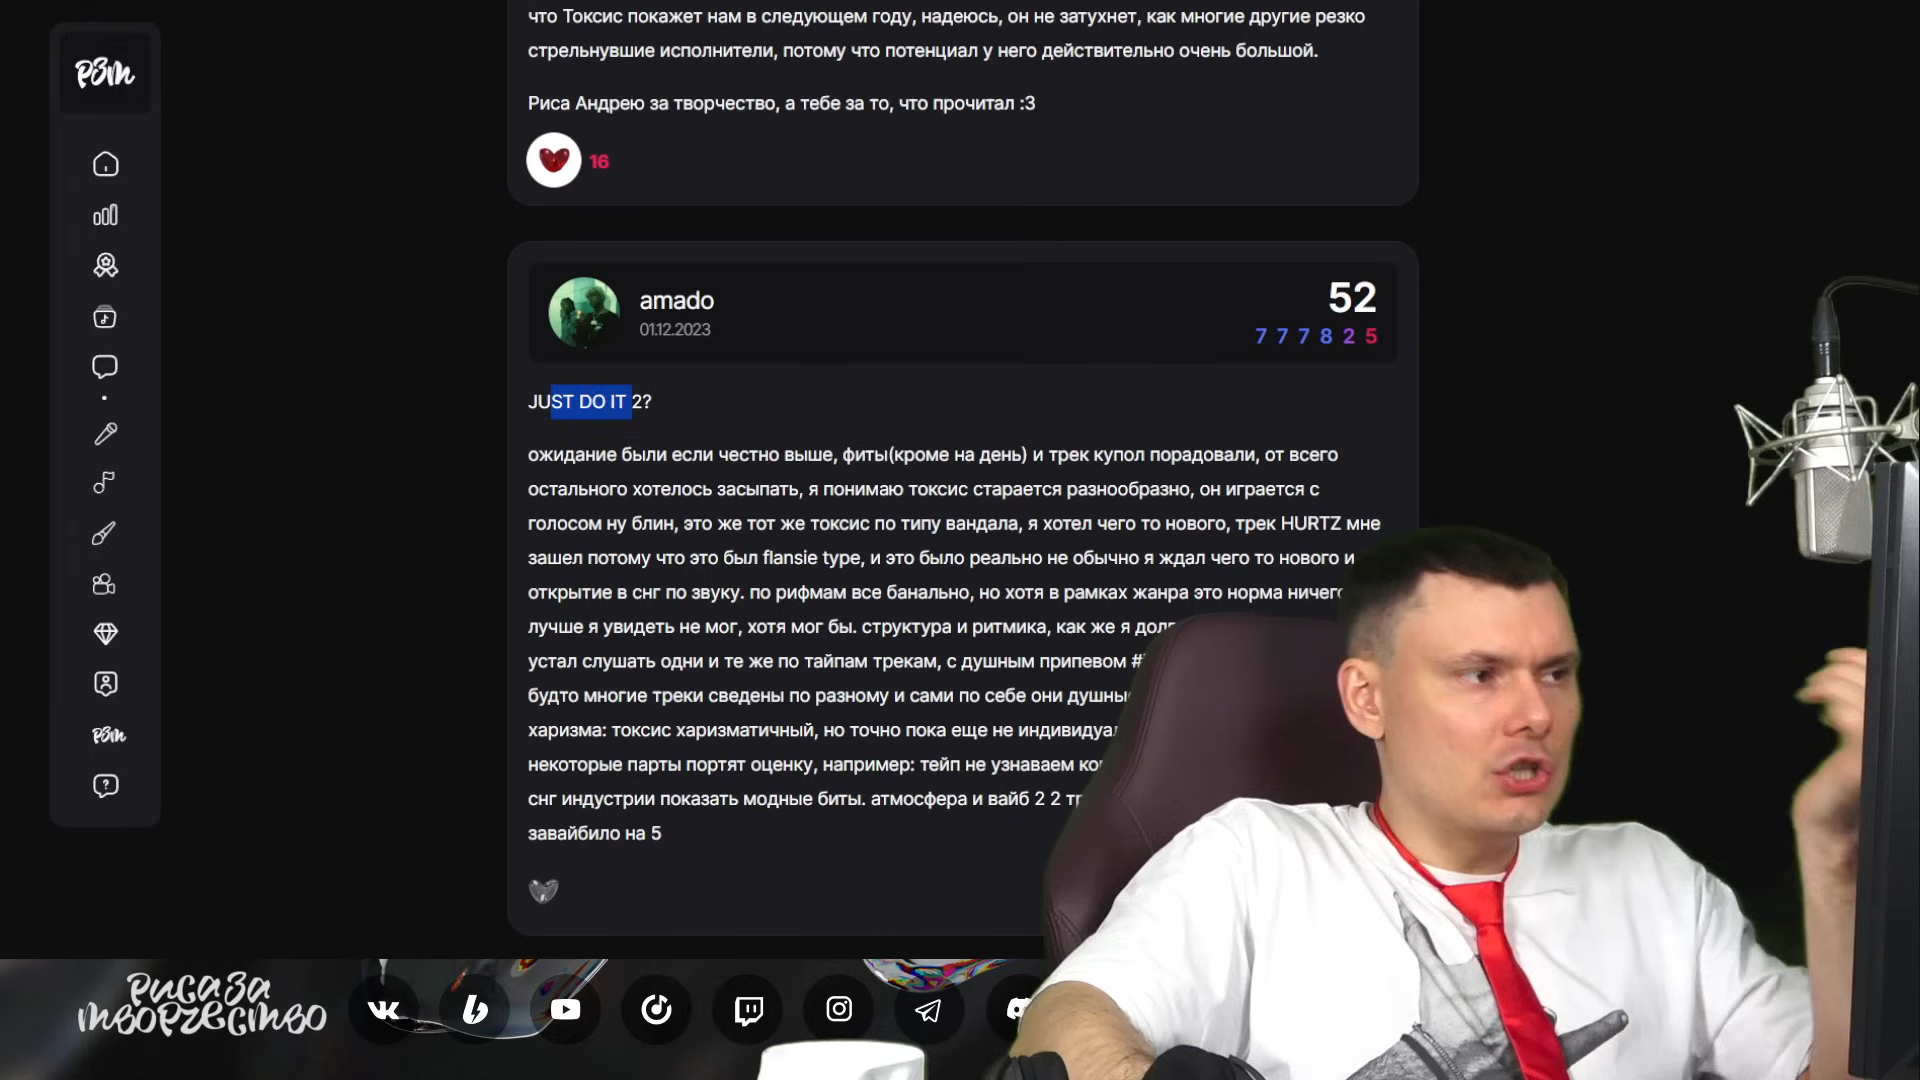 что Токсис покажет нам в следующем году, надеюсь, он не затухнет, как многие другие резко
стрельнувшие исполнители, потому что потенциал у него действительно очень большой.
Риса Андрею за творчество, а тебе за то, что прочитал :3
16
РЗТ
amado
01.12.2023
52
7 7 7 8 2 5
JUST DO IT 2?
ожидание были если честно выше, фиты(кроме на день) и трек купол порадовали, от всего
остального хотелось засыпать, я понимаю токсис старается разнообразно, он играется с
голосом ну блин, это же тот же токсис по типу вандала, я хотел чего то нового, трек HURTZ мне
зашел потому что это был flansie type, и это было реально не обычно я ждал чего то нового и
открытие в снг по звуку. по рифмам все банально, но хотя в рамках жанра это норма ничего
лучше я увидеть не мог, хотя мог бы. структура и ритмика, как же я
устал слушать одни и те же по тайпам трекам, с душным припевом
будто многие треки сведены по разному и сами по себе они
харизма: токсис харизматичный, но точно пока еще не
некоторые парты портят оценку, например: тейп не узнаваем
снг индустрии показать модные биты. атмосфера и вайб 2 2
завайбило на 5
РЗТ
риса за
творчество